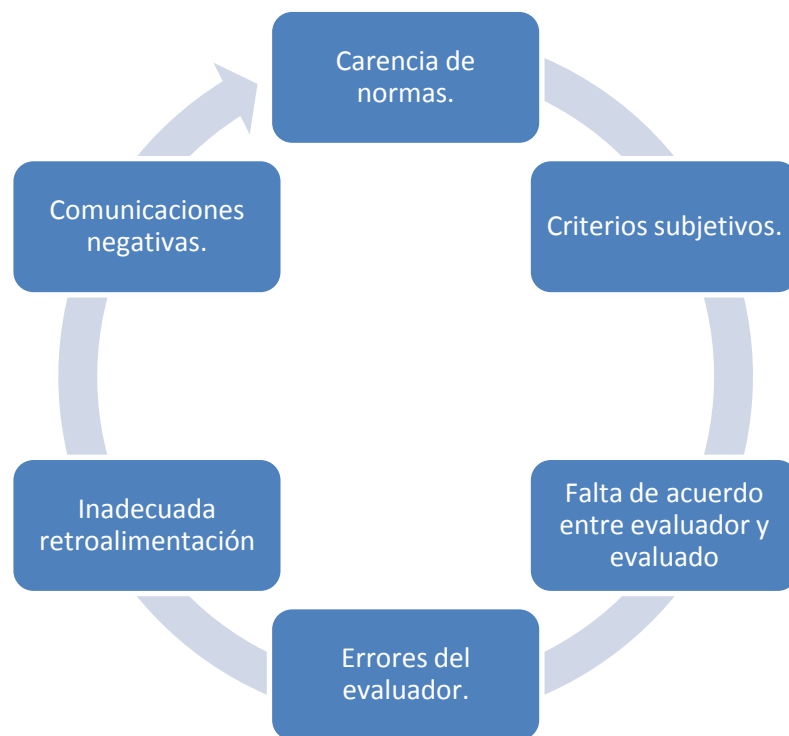 Carencia de
normas.
Criterios subjetivos.
Falta de acuerdo
entre evaluador y
evaluado
Errores del
evaluador.
Inadecuada
retroalimentación
Comunicaciones
negativas.